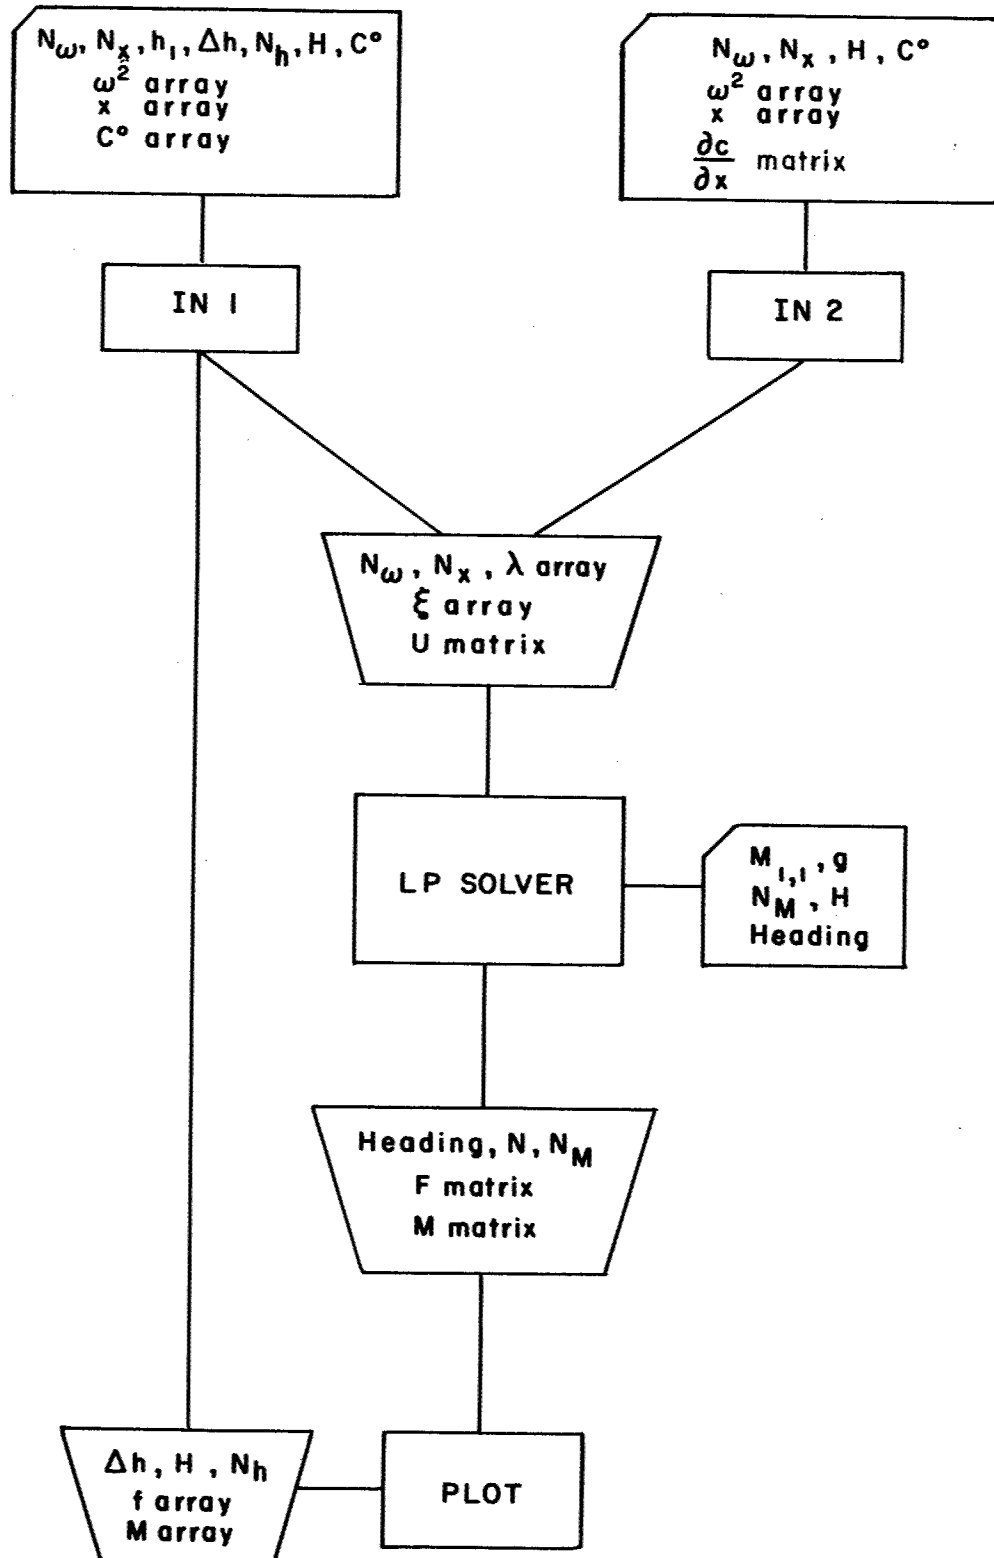 Nω, Nx, h₁, Δh, Nh, H, C°
ω² array
x array
C° array
Nω, Nx, H, C°
ω² array
x array
∂c/∂x matrix
IN 1
IN 2
Nω, Nx, λ array
ξ array
U matrix
LP SOLVER
M₁,₁, g
NM, H
Heading
Heading, N, NM
F matrix
M matrix
Δh, H, Nh
f array
M array
PLOT